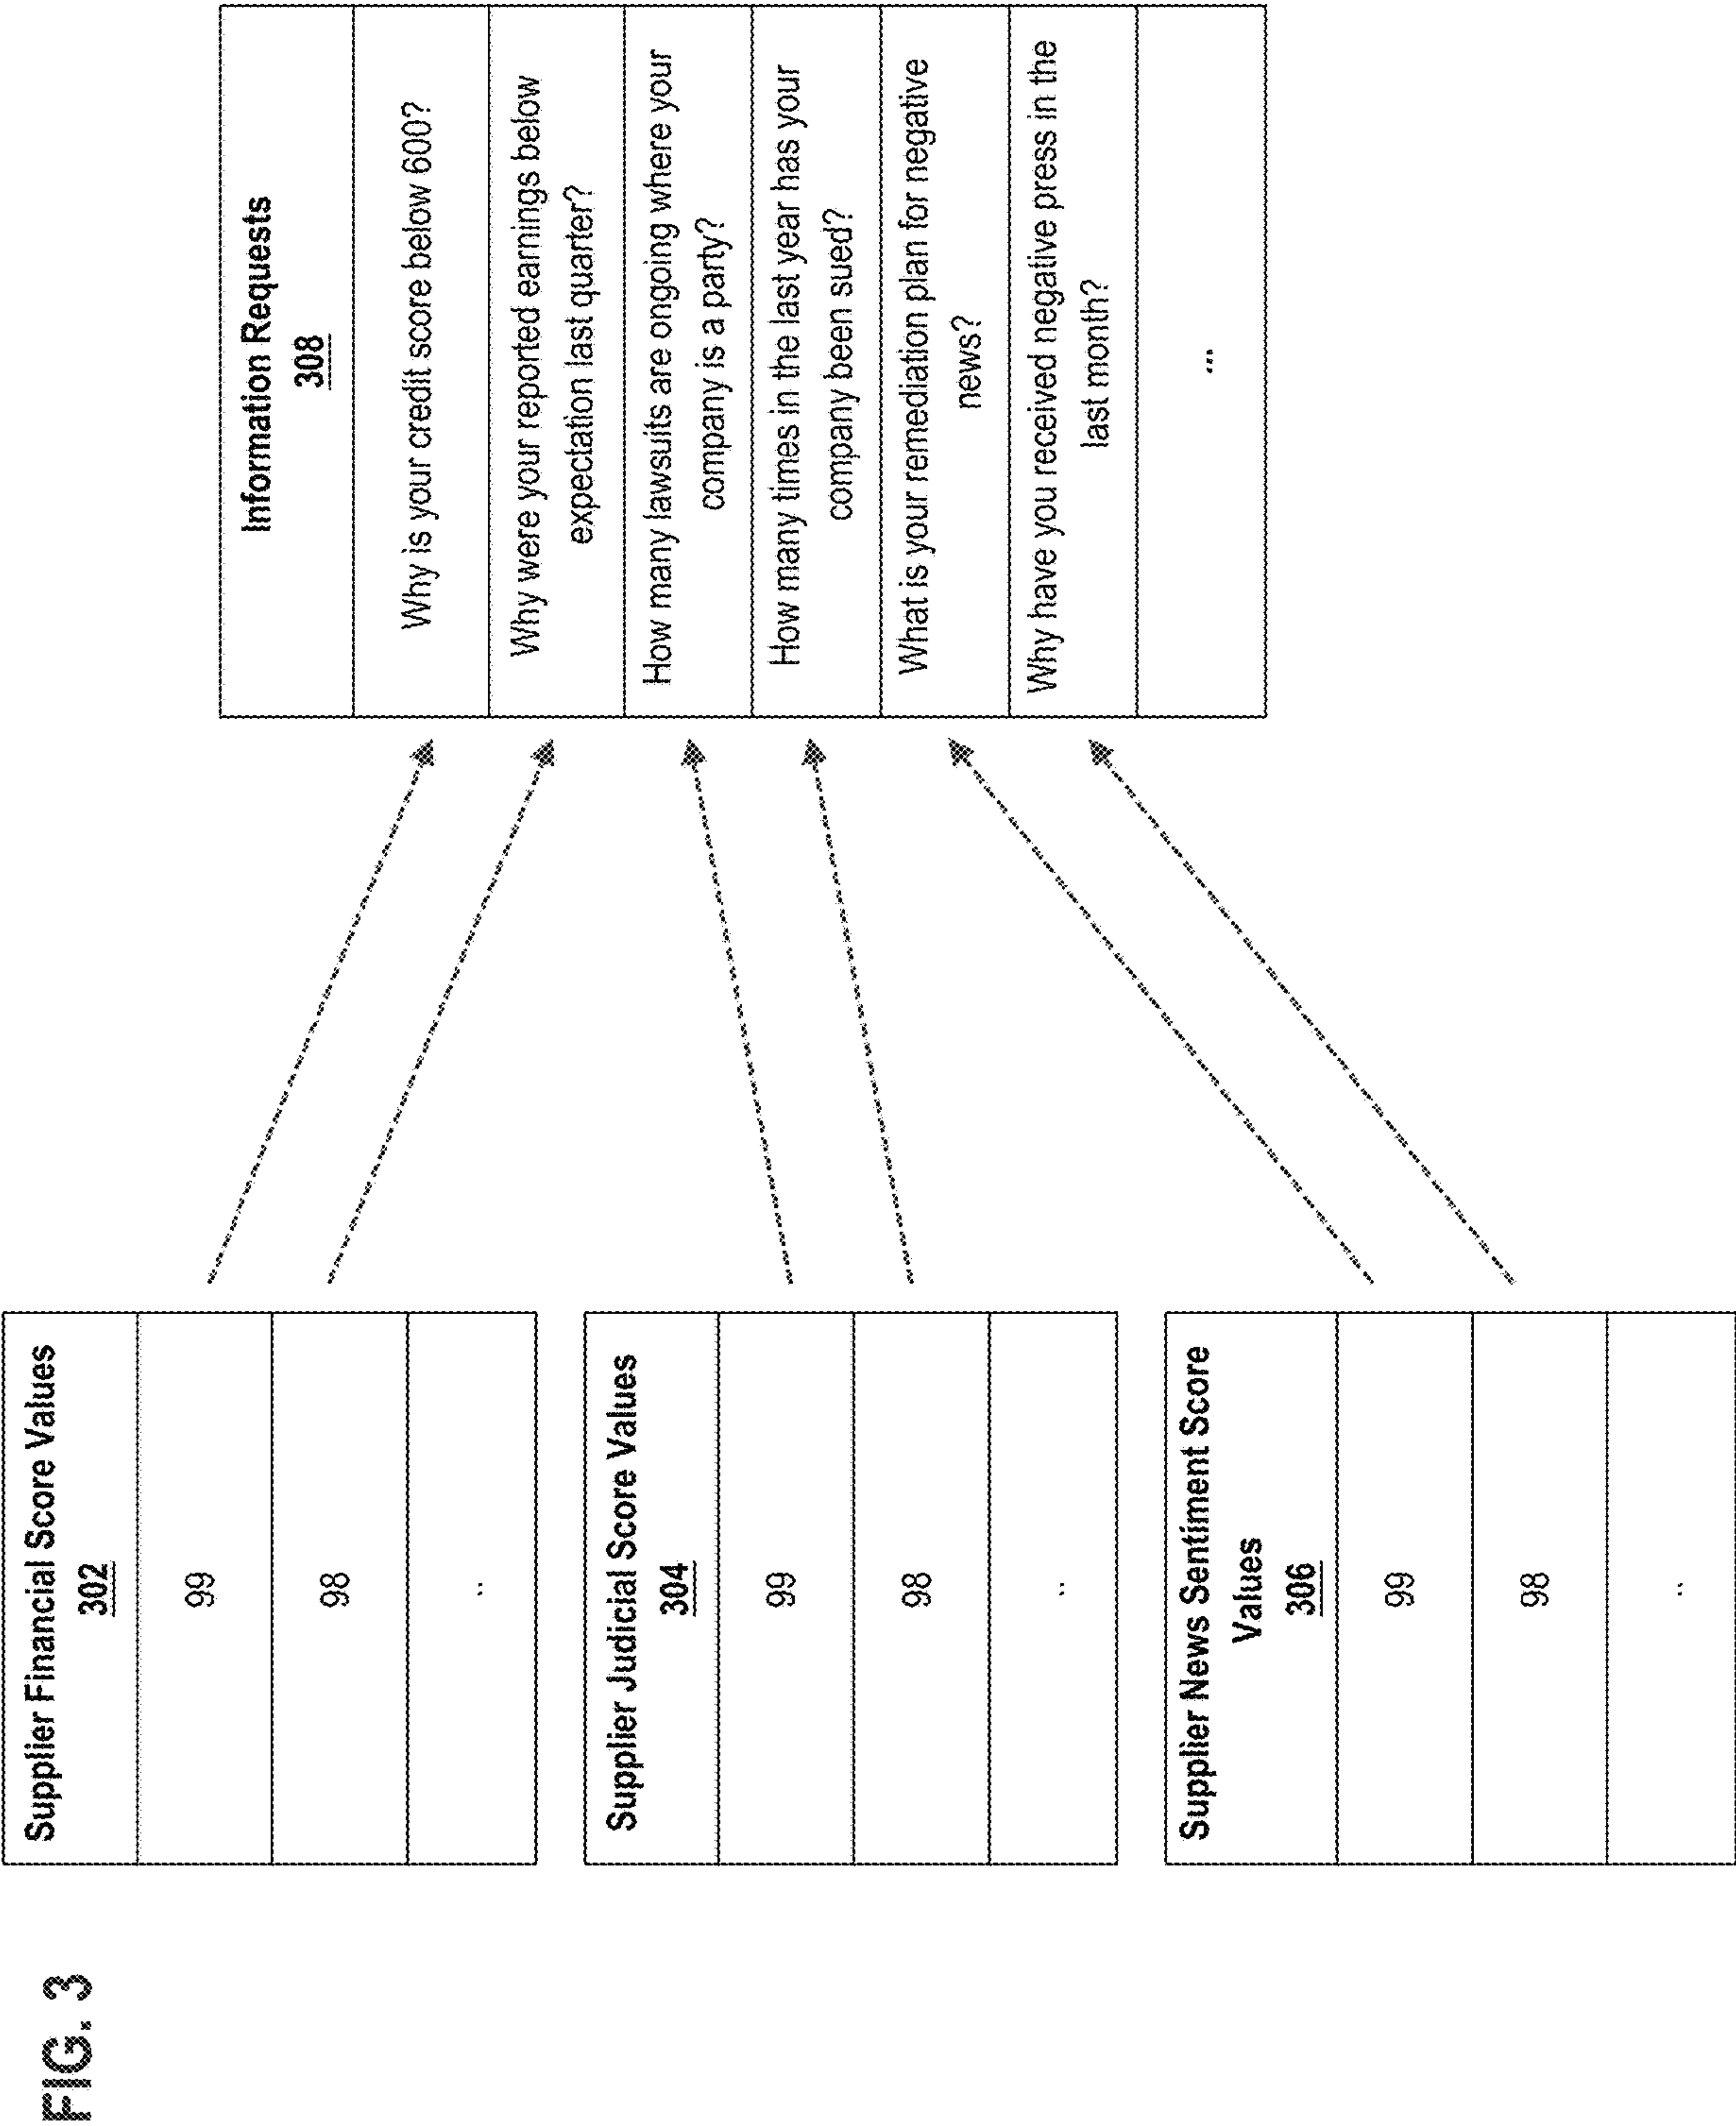 FIG. 3
Supplier Financial Score Values
302
99
98
..
Supplier Judicial Score Values
304
99
98
..
Supplier News Sentiment Score
Values
306
99
98
..
Information Requests
308
Why is your credit score below 600?
Why were your reported earnings below
expectation last quarter?
How many lawsuits are ongoing where your
company is a party?
How many times in the last year has your
company been sued?
What is your remediation plan for negative
news?
Why have you received negative press in the
last month?
...